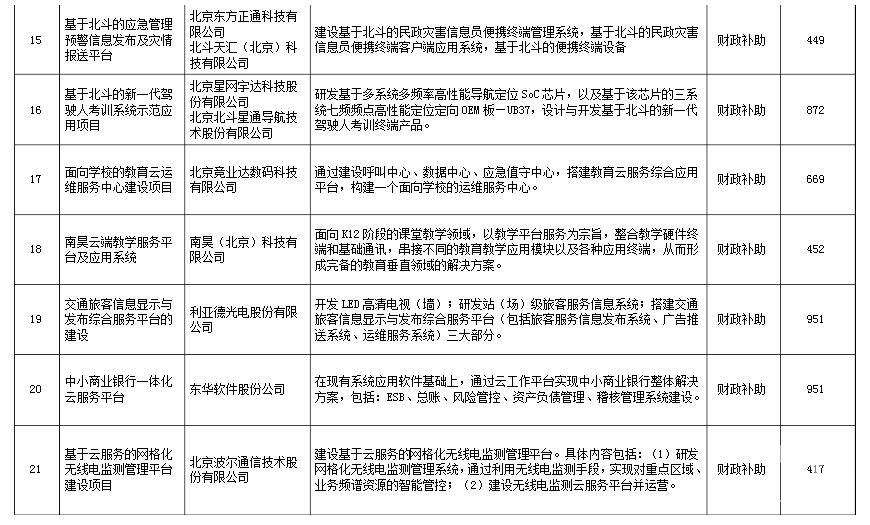 15
基于北斗的应急管理
预警信息发布及灾情
报送平台
北京东方正通科技有
限公司
北斗天汇（北京）科
技有限公司
建设基于北斗的民政灾害信息员便携终端管理系统，基于北斗的民政灾害
信息员便携终端客户端应用系统，基于北斗的便携终端设备
财政补助
449
16
基于北斗的新一代驾
驶人考训系统示范应
用项目
北京星网宇达科技股
份有限公司
北京北斗星通导航技
术股份有限公司
研发基于多系统多频率高性能导航定位SoC芯片，以及基于该芯片的三系
统七频频点高性能定位定向OEM板—UB37，设计与开发基于北斗的新一代
驾驶人考训终端产品。
财政补助
872
17
面向学校的教育云运
维服务中心建设项目
北京竞业达数码科技
有限公司
通过建设呼叫中心、数据中心、应急值守中心，搭建教育云服务综合应用
平台，构建一个面向学校的运维服务中心。
财政补助
669
18
南昊云端教学服务平
台及应用系统
南昊（北京）科技有
限公司
面向K12阶段的课堂教学领域，以教学平台服务为宗旨，整合教学硬件终
端和基础通讯，串接不同的教育教学应用模块以及各种应用终端，从而形
成完备的教育垂直领域的解决方案。
财政补助
452
19
交通旅客信息显示与
发布综合服务平台的
建设
利亚德光电股份有限
公司
开发LED高清电视（墙）；研发站（场）级旅客服务信息系统；搭建交通
旅客信息显示与发布综合服务平台（包括旅客服务信息发布系统、广告推
送系统、运维服务系统）三大部分。
财政补助
951
20
中小商业银行一体化
云服务平台
东华软件股份公司
在现有系统应用软件基础上，通过云工作平台实现中小商业银行整体解决
方案，包括：ESB、总账、风险管控、资产负债管理、稽核管理系统建设。
财政补助
951
21
基于云服务的网格化
无线电监测管理平台
建设项目
北京波尔通信技术股
份有限公司
建设基于云服务的网格化无线电监测管理平台。具体内容包括：（1）研发
网格化无线电监测管理系统，通过利用无线电监测手段，实现对重点区域、
业务频谱资源的智能管控；（2）建设无线电监测云服务平台并运营。
财政补助
417